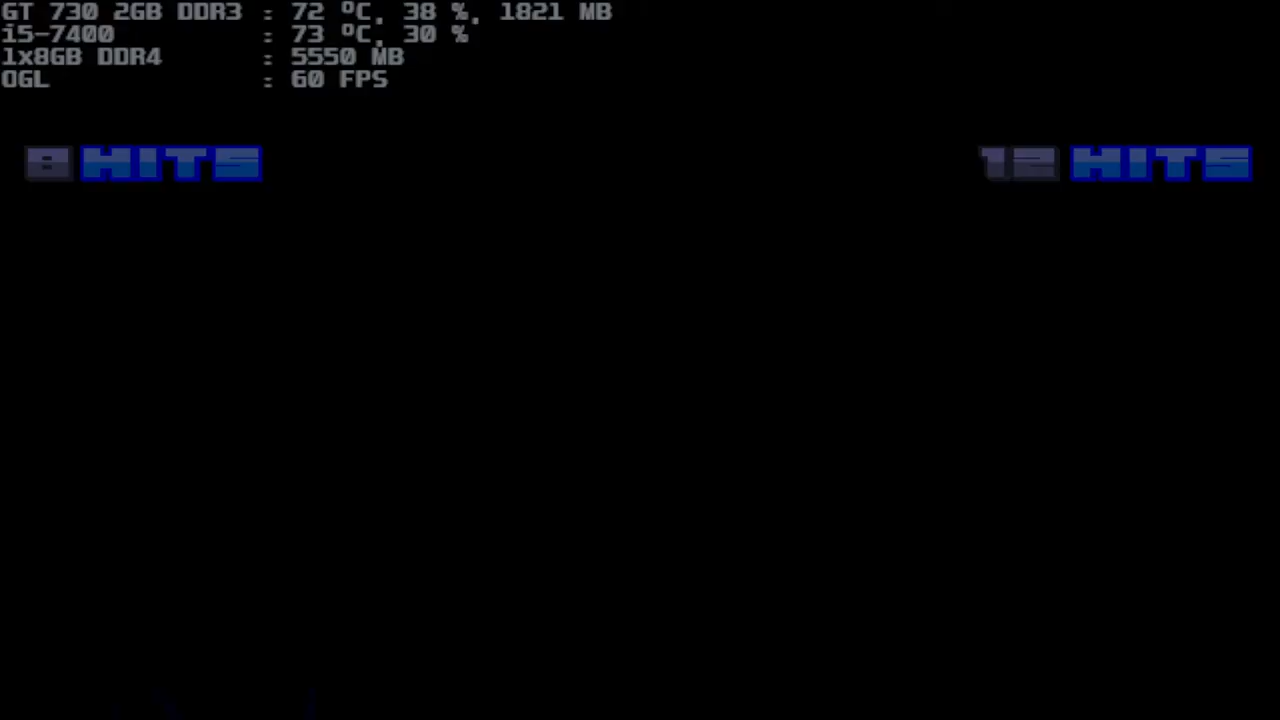 GT 730 2GB DDR3 : 72 ºC, 38 %, 1821 MB
i5-7400 : 73 ºC, 30 %
1x8GB DDR4 : 5550 MB
OGL : 60 FPS
8 HITS 12 HITS